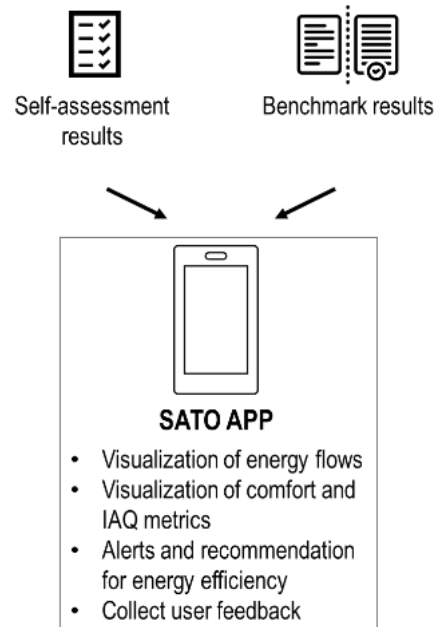 Self-assessment
results
Benchmark results
SATO APP
• Visualization of energy flows
• Visualization of comfort and
IAQ metrics
• Alerts and recommendation
for energy efficiency
• Collect user feedback